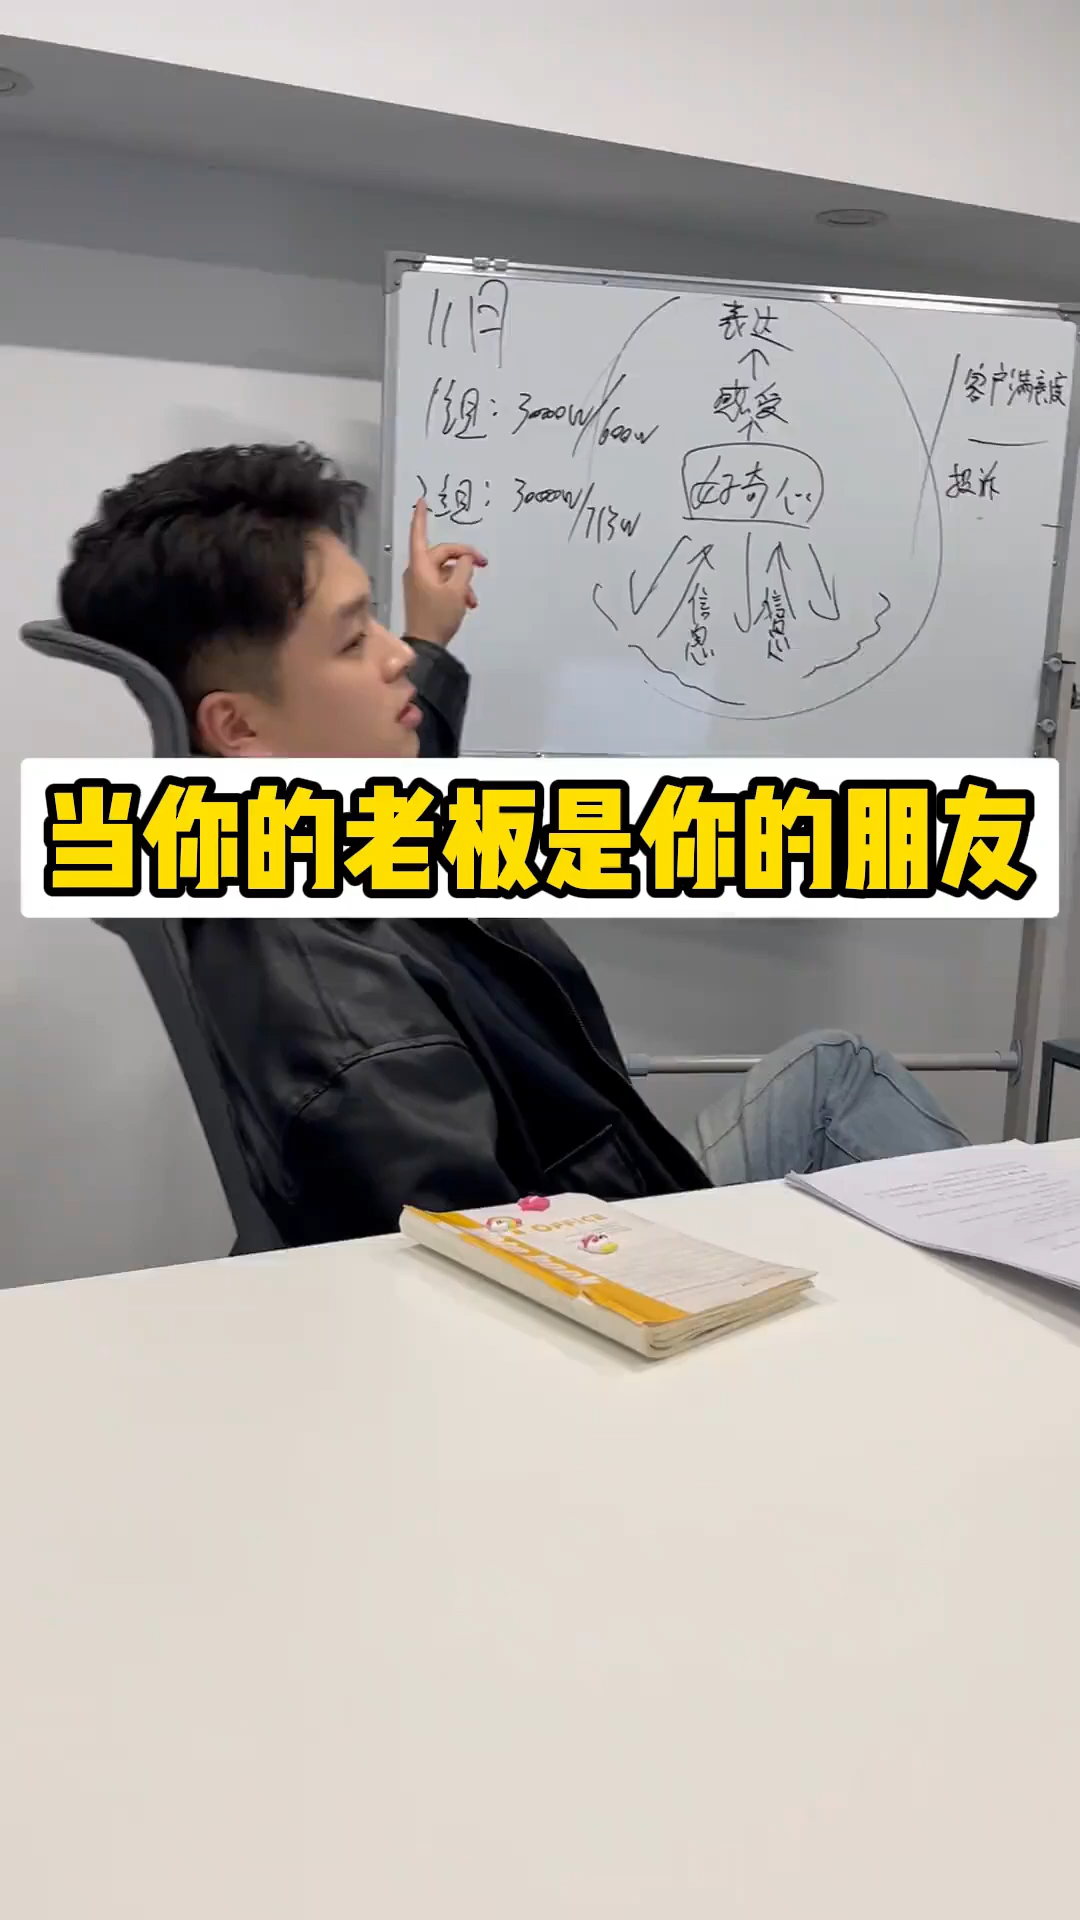 11月
1组：3000W/600W
2组：30000W/713W
表达
感受
好奇心
信息
信息
客户满意度
投诉
当你的老板是你的朋友
OFFICE